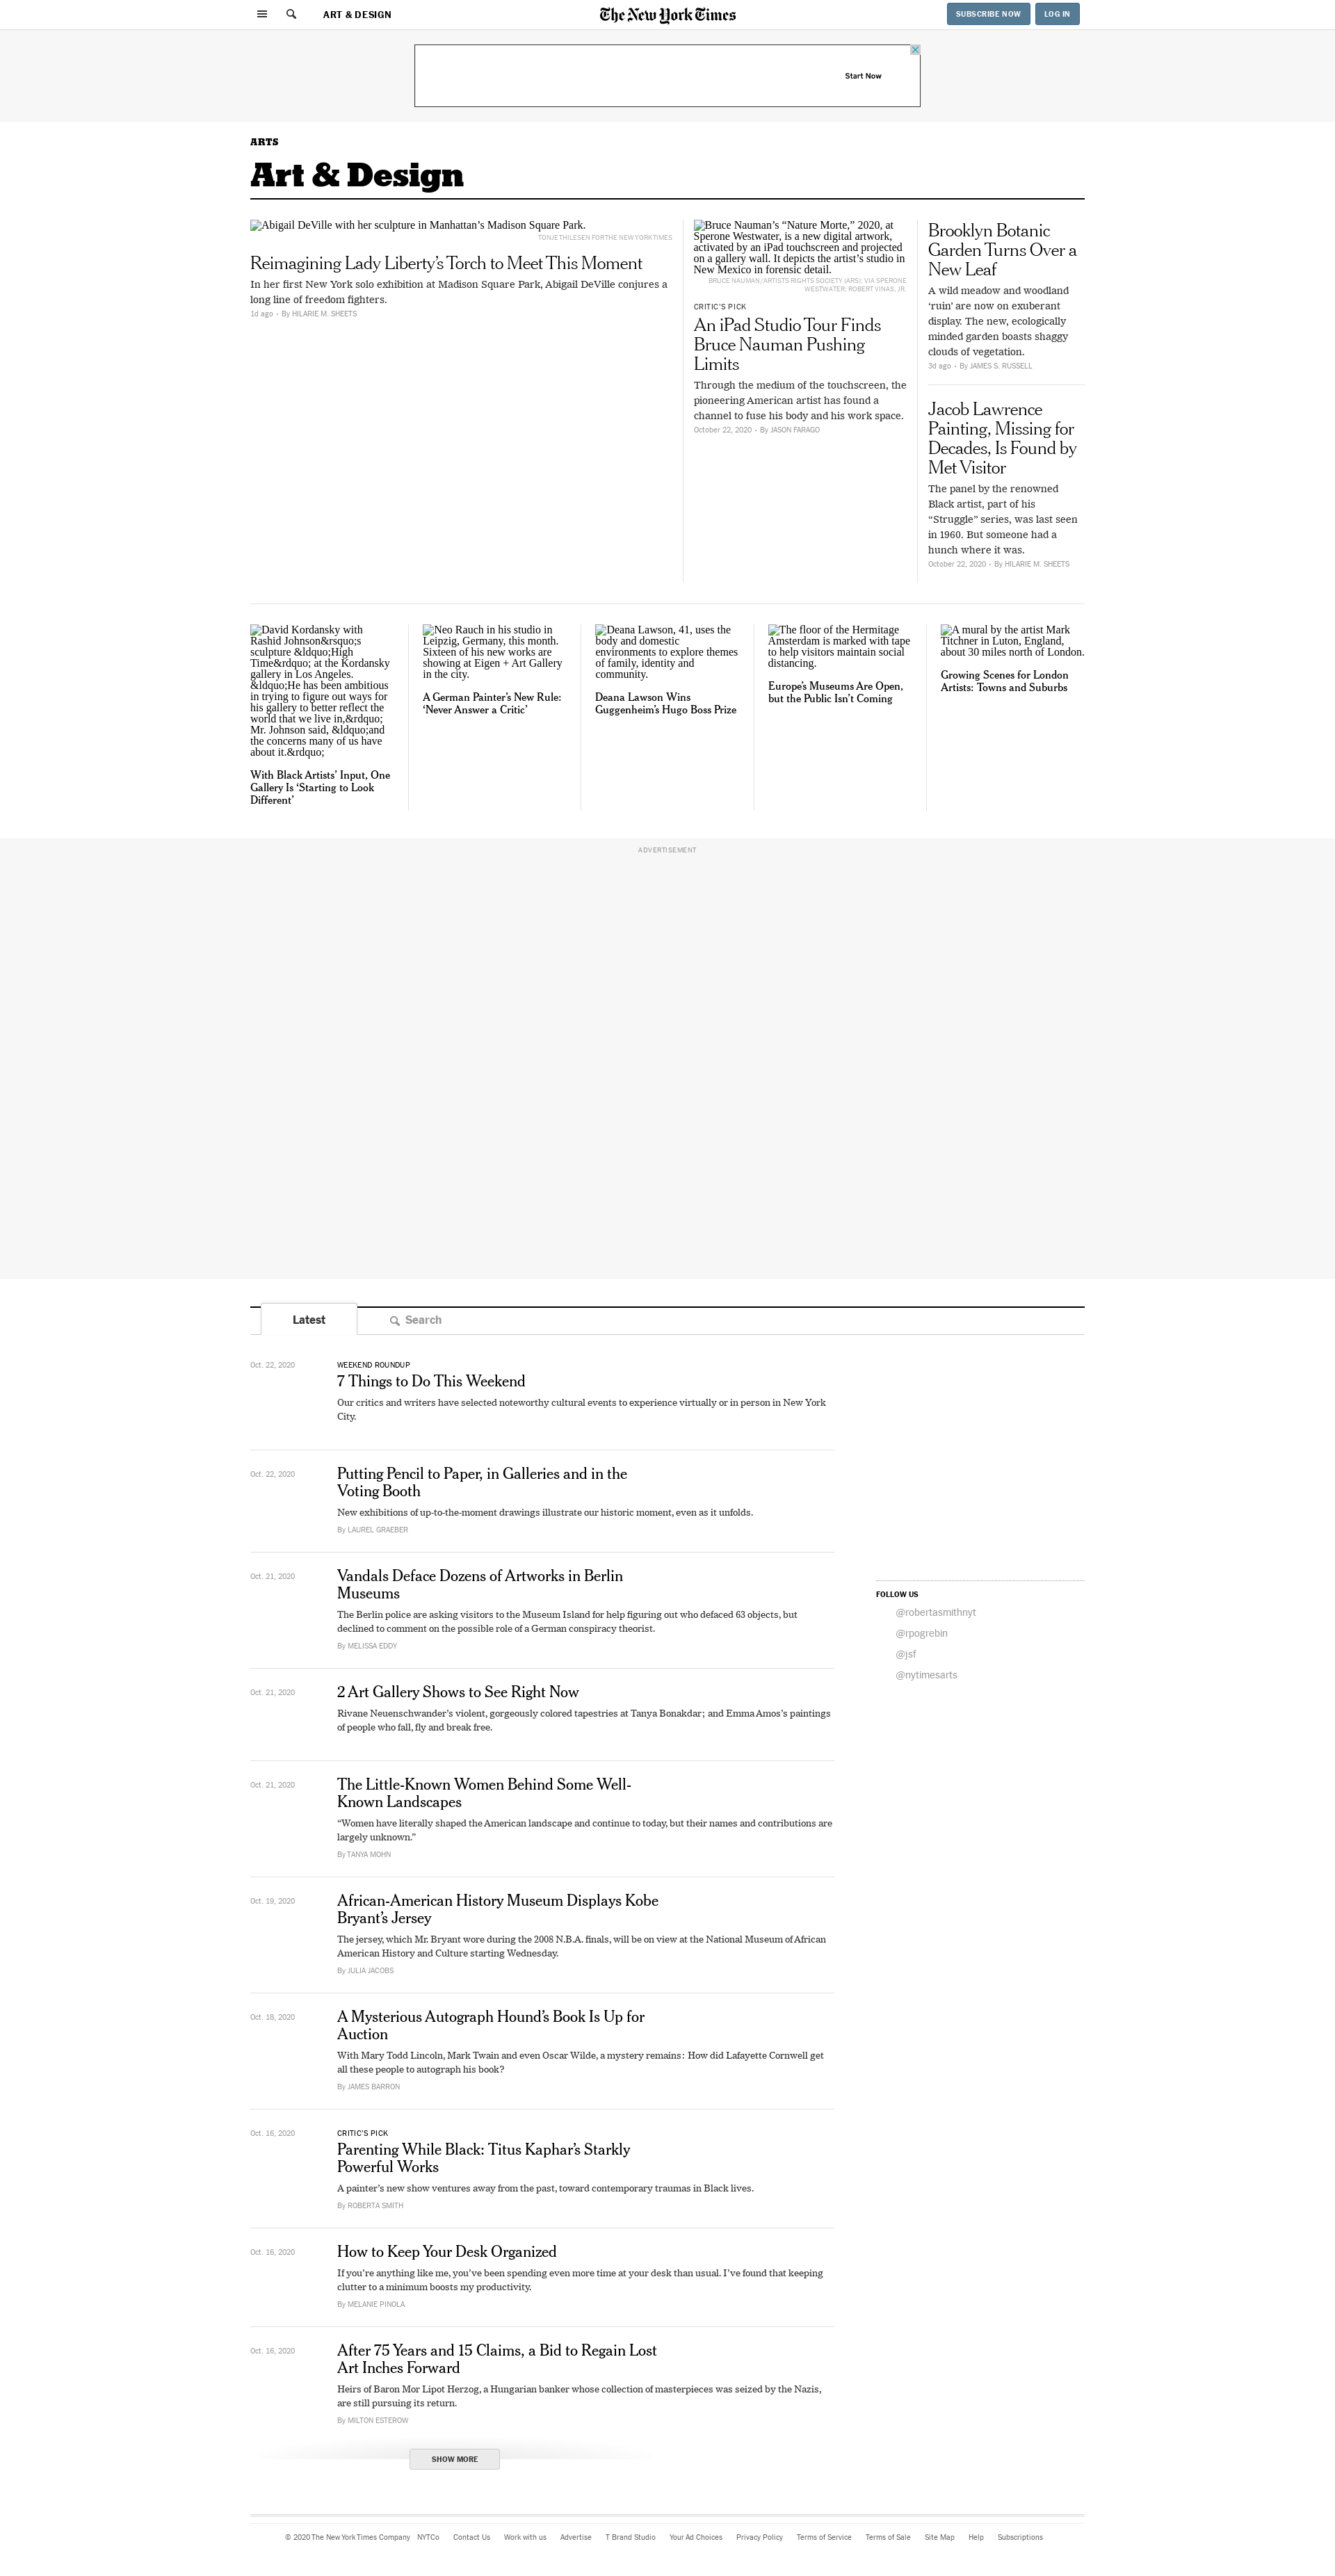 ART & DESIGN
The New York Times
SUBSCRIBE NOW
LOG IN
Start Now
ARTS
Art & Design
Abigail DeVille with her sculpture in Manhattan’s Madison Square Park.
TONJE THILESEN FOR THE NEW YORK TIMES
Reimagining Lady Liberty’s Torch to Meet This Moment
In her first New York solo exhibition at Madison Square Park, Abigail DeVille conjures a
long line of freedom fighters.
1d ago • By HILARIE M. SHEETS
Bruce Nauman’s “Nature Morte,” 2020, at
Sperone Westwater, is a new digital artwork,
activated by an iPad touchscreen and projected
on a gallery wall. It depicts the artist’s studio in
New Mexico in forensic detail.
BRUCE NAUMAN/ARTISTS RIGHTS SOCIETY (ARS); VIA SPERONE
WESTWATER; ROBERT VINAS, JR.
CRITIC’S PICK
An iPad Studio Tour Finds
Bruce Nauman Pushing
Limits
Through the medium of the touchscreen, the
pioneering American artist has found a
channel to fuse his body and his work space.
October 22, 2020 • By JASON FARAGO
Brooklyn Botanic
Garden Turns Over a
New Leaf
A wild meadow and woodland
‘ruin’ are now on exuberant
display. The new, ecologically
minded garden boasts shaggy
clouds of vegetation.
3d ago • By JAMES S. RUSSELL
Jacob Lawrence
Painting, Missing for
Decades, Is Found by
Met Visitor
The panel by the renowned
Black artist, part of his
“Struggle” series, was last seen
in 1960. But someone had a
hunch where it was.
October 22, 2020 • By HILARIE M. SHEETS
David Kordansky with
Rashid Johnson&rsquo;s
sculpture &ldquo;High
Time&rdquo; at the Kordansky
gallery in Los Angeles.
&ldquo;He has been ambitious
in trying to figure out ways for
his gallery to better reflect the
world that we live in,&rdquo;
Mr. Johnson said, &ldquo;and
the concerns many of us have
about it.&rdquo;
With Black Artists’ Input, One
Gallery Is ‘Starting to Look
Different’
Neo Rauch in his studio in
Leipzig, Germany, this month.
Sixteen of his new works are
showing at Eigen + Art Gallery
in the city.
A German Painter’s New Rule:
‘Never Answer a Critic’
Deana Lawson, 41, uses the
body and domestic
environments to explore themes
of family, identity and
community.
Deana Lawson Wins
Guggenheim’s Hugo Boss Prize
The floor of the Hermitage
Amsterdam is marked with tape
to help visitors maintain social
distancing.
Europe’s Museums Are Open,
but the Public Isn’t Coming
A mural by the artist Mark
Titchner in Luton, England,
about 30 miles north of London.
Growing Scenes for London
Artists: Towns and Suburbs
ADVERTISEMENT
Latest
Search
Oct. 22, 2020
WEEKEND ROUNDUP
7 Things to Do This Weekend
Our critics and writers have selected noteworthy cultural events to experience virtually or in person in New York
City.
Oct. 22, 2020
Putting Pencil to Paper, in Galleries and in the
Voting Booth
New exhibitions of up-to-the-moment drawings illustrate our historic moment, even as it unfolds.
By LAUREL GRAEBER
Oct. 21, 2020
Vandals Deface Dozens of Artworks in Berlin
Museums
The Berlin police are asking visitors to the Museum Island for help figuring out who defaced 63 objects, but
declined to comment on the possible role of a German conspiracy theorist.
By MELISSA EDDY
FOLLOW US
@robertasmithnyt
@rpogrebin
@jsf
@nytimesarts
Oct. 21, 2020
2 Art Gallery Shows to See Right Now
Rivane Neuenschwander’s violent, gorgeously colored tapestries at Tanya Bonakdar; and Emma Amos’s paintings
of people who fall, fly and break free.
Oct. 21, 2020
The Little-Known Women Behind Some Well-
Known Landscapes
“Women have literally shaped the American landscape and continue to today, but their names and contributions are
largely unknown.”
By TANYA MOHN
Oct. 19, 2020
African-American History Museum Displays Kobe
Bryant’s Jersey
The jersey, which Mr. Bryant wore during the 2008 N.B.A. finals, will be on view at the National Museum of African
American History and Culture starting Wednesday.
By JULIA JACOBS
Oct. 18, 2020
A Mysterious Autograph Hound’s Book Is Up for
Auction
With Mary Todd Lincoln, Mark Twain and even Oscar Wilde, a mystery remains: How did Lafayette Cornwell get
all these people to autograph his book?
By JAMES BARRON
Oct. 16, 2020
CRITIC’S PICK
Parenting While Black: Titus Kaphar’s Starkly
Powerful Works
A painter’s new show ventures away from the past, toward contemporary traumas in Black lives.
By ROBERTA SMITH
Oct. 16, 2020
How to Keep Your Desk Organized
If you’re anything like me, you’ve been spending even more time at your desk than usual. I’ve found that keeping
clutter to a minimum boosts my productivity.
By MELANIE PINOLA
Oct. 16, 2020
After 75 Years and 15 Claims, a Bid to Regain Lost
Art Inches Forward
Heirs of Baron Mor Lipot Herzog, a Hungarian banker whose collection of masterpieces was seized by the Nazis,
are still pursuing its return.
By MILTON ESTEROW
SHOW MORE
© 2020 The New York Times Company NYTCo Contact Us Work with us Advertise T Brand Studio Your Ad Choices Privacy Policy Terms of Service Terms of Sale Site Map Help Subscriptions